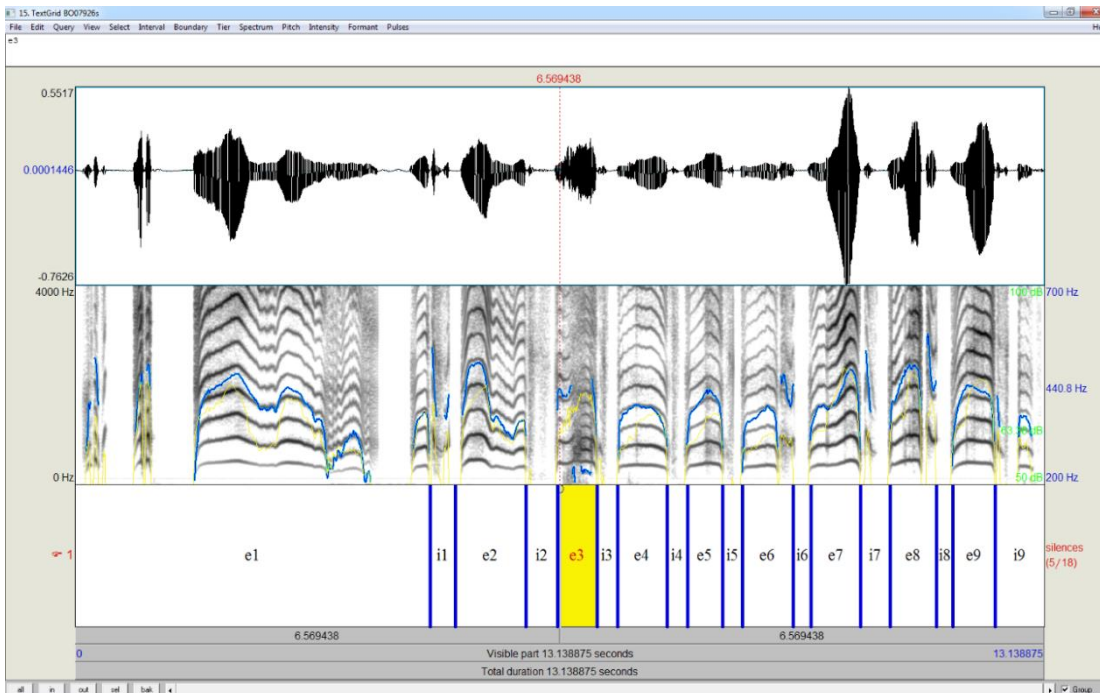 15. TextGrid BO07926s
File Edit Query View Select Interval Boundary Tier Spectrum Pitch Intensity Formant Pulses
e3
6.569438
0.5517
0.0001446
-0.7626
4000 Hz 100 dB 700 Hz
440.8 Hz
0 Hz 50 dB 200 Hz
1 e1 i1 e2 i2 e3 i3 e4 i4 e5 i5 e6 i6 e7 i7 e8 i8 e9 i9 silences
(5/18)
6.569438 6.569438
0 Visible part 13.138875 seconds 13.138875
Total duration 13.138875 seconds
all in out sel bak Group